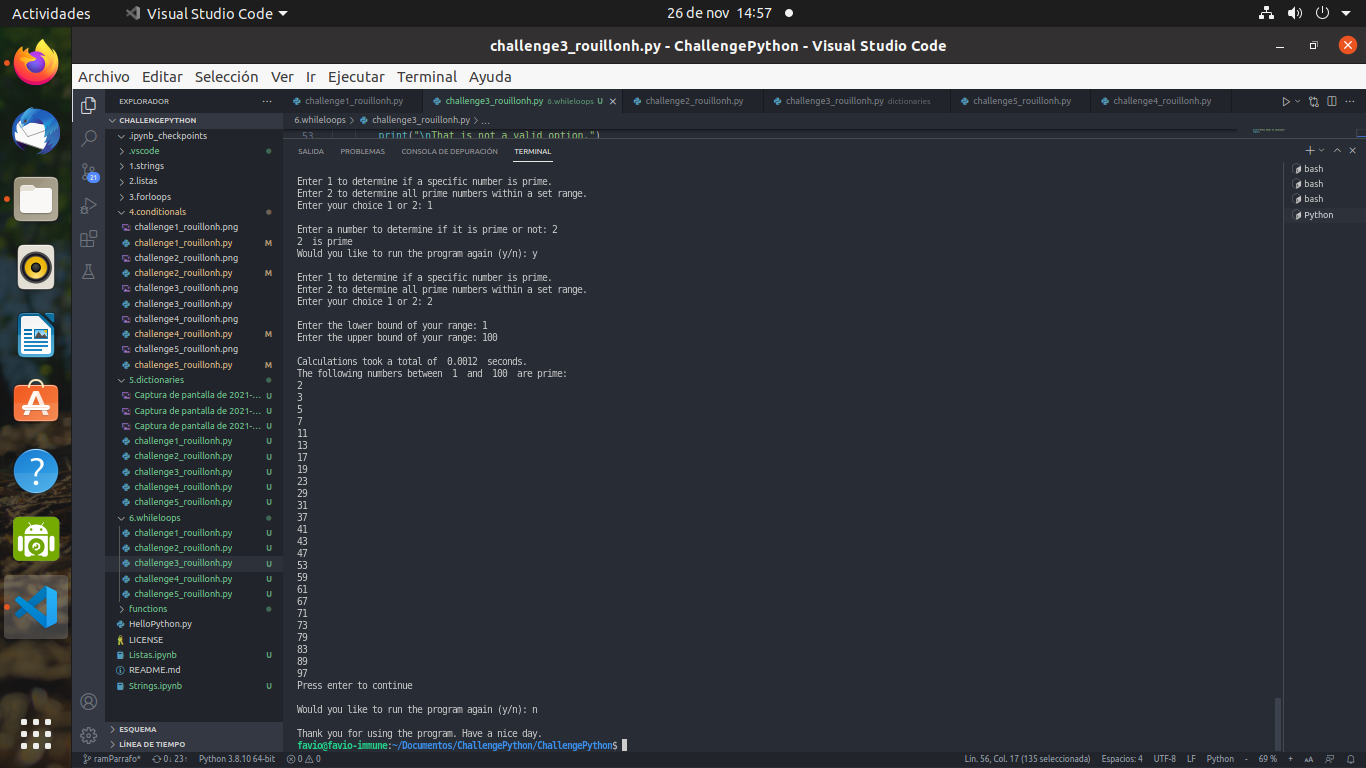 Actividades
Visual Studio Code
26 de nov 14:57
challenge3_rouillonh.py - ChallengePython - Visual Studio Code
Archivo Editar Selección Ver Ir Ejecutar Terminal Ayuda
EXPLORADOR
CHALLENGEPYTHON
.ipynb_checkpoints
.vscode
1.strings
2.listas
3.forloops
4.conditionals
challenge1_rouillonh.png
challenge1_rouillonh.py M
challenge2_rouillonh.png
challenge2_rouillonh.py M
challenge3_rouillonh.png
challenge3_rouillonh.py
challenge4_rouillonh.png
challenge4_rouillonh.py M
challenge5_rouillonh.png
challenge5_rouillonh.py M
5.dictionaries
Captura de pantalla de 2021-... U
Captura de pantalla de 2021-... U
Captura de pantalla de 2021-... U
challenge1_rouillonh.py U
challenge2_rouillonh.py U
challenge3_rouillonh.py U
challenge4_rouillonh.py U
challenge5_rouillonh.py U
6.whileloops
challenge1_rouillonh.py U
challenge2_rouillonh.py U
challenge3_rouillonh.py U
challenge4_rouillonh.py U
challenge5_rouillonh.py U
functions
HelloPython.py
LICENSE
Listas.ipynb U
README.md
Strings.ipynb U
ESQUEMA
LÍNEA DE TIEMPO
21
challenge1_rouillonh.py
challenge3_rouillonh.py 6.whileloops U
challenge2_rouillonh.py
challenge3_rouillonh.py dictionaries
challenge5_rouillonh.py
challenge4_rouillonh.py
6.whileloops > challenge3_rouillonh.py > ...
53 print("\nThat is not a valid option.")
SALIDA PROBLEMAS CONSOLA DE DEPURACIÓN TERMINAL
Enter 1 to determine if a specific number is prime.
Enter 2 to determine all prime numbers within a set range.
Enter your choice 1 or 2: 1
Enter a number to determine if it is prime or not: 2
2 is prime
Would you like to run the program again (y/n): y
Enter 1 to determine if a specific number is prime.
Enter 2 to determine all prime numbers within a set range.
Enter your choice 1 or 2: 2
Enter the lower bound of your range: 1
Enter the upper bound of your range: 100
Calculations took a total of 0.0012 seconds.
The following numbers between 1 and 100 are prime:
2
3
5
7
11
13
17
19
23
29
31
37
41
43
47
53
59
61
67
71
73
79
83
89
97
Press enter to continue
Would you like to run the program again (y/n): n
Thank you for using the program. Have a nice day.
favio@favio-immune:~/Documentos/ChallengePython/ChallengePython$
bash
bash
bash
Python
ramParrafo* 0↓ 23↑ Python 3.8.10 64-bit 0 0
Lín. 56, Col. 17 (135 seleccionada) Espacios: 4 UTF-8 LF Python - 69 % +